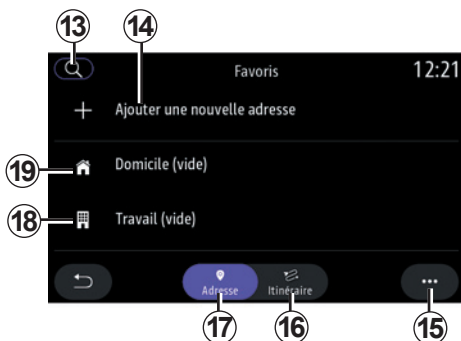 13 14
Favoris 12:21
+ Ajouter une nouvelle adresse
19 Domicile (vide)
18 Travail (vide)
Adresse Itinéraire ...
17 16 15